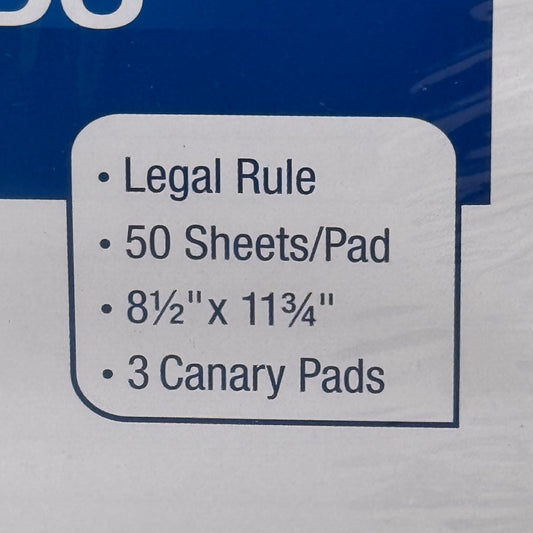 • Legal Rule
• 50 Sheets/Pad
• 8½" x 11¾"
• 3 Canary Pads